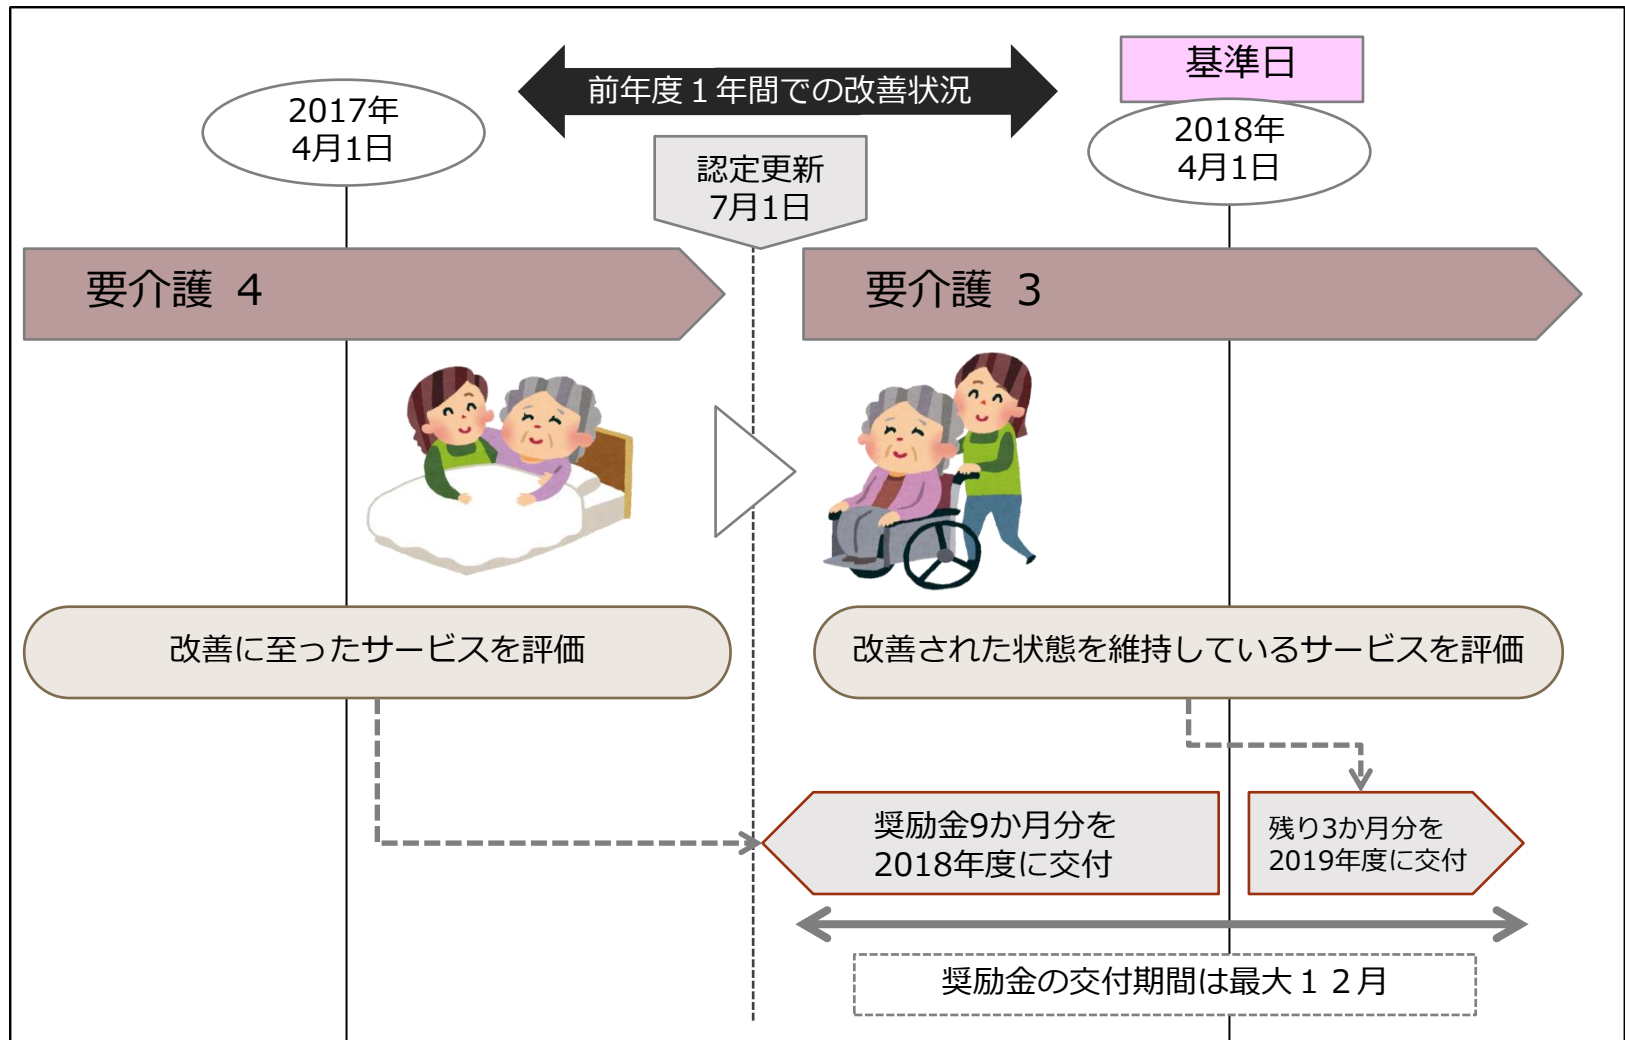 前年度１年間での改善状況
基準日
2017年
4月1日
2018年
4月1日
認定更新
7月1日
要介護 4
要介護 3
改善に至ったサービスを評価
改善された状態を維持しているサービスを評価
奨励金9か月分を
2018年度に交付
残り3か月分を
2019年度に交付
奨励金の交付期間は最大１２月